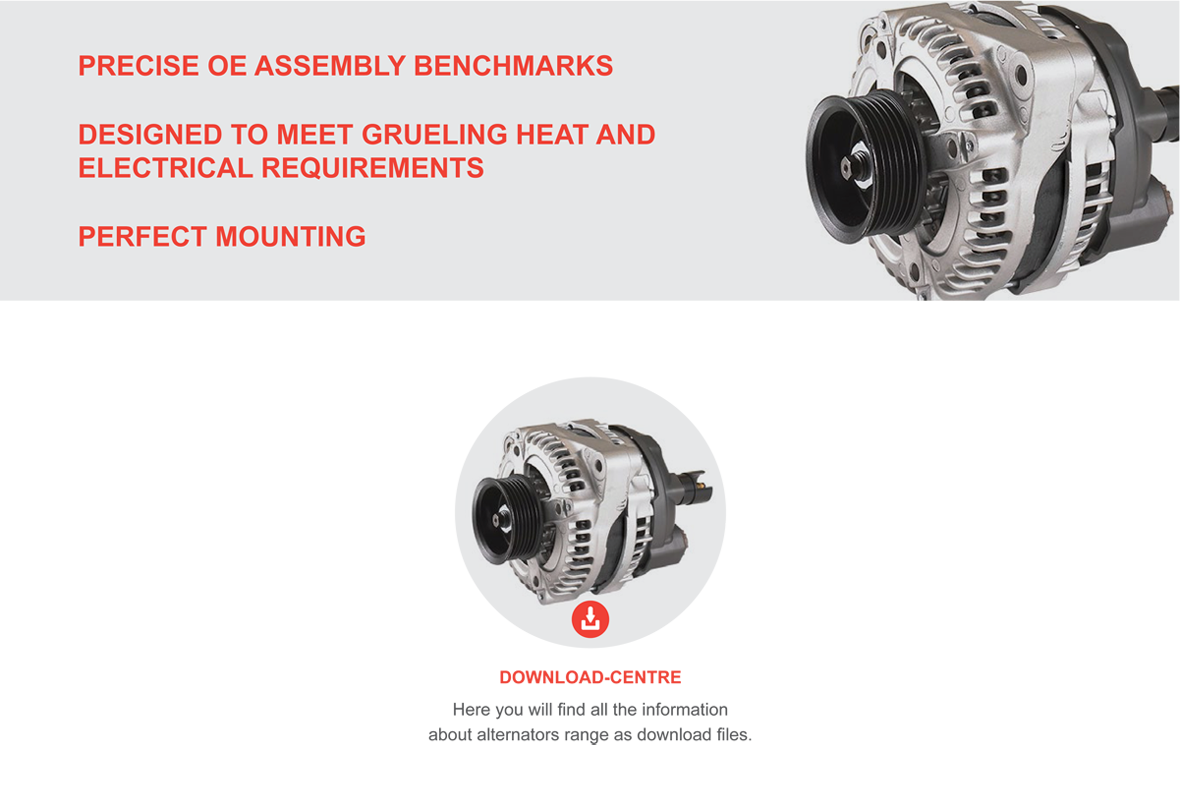 PRECISE OE ASSEMBLY BENCHMARKS
DESIGNED TO MEET GRUELING HEAT AND
ELECTRICAL REQUIREMENTS
PERFECT MOUNTING
DOWNLOAD-CENTRE
Here you will find all the information
about alternators range as download files.